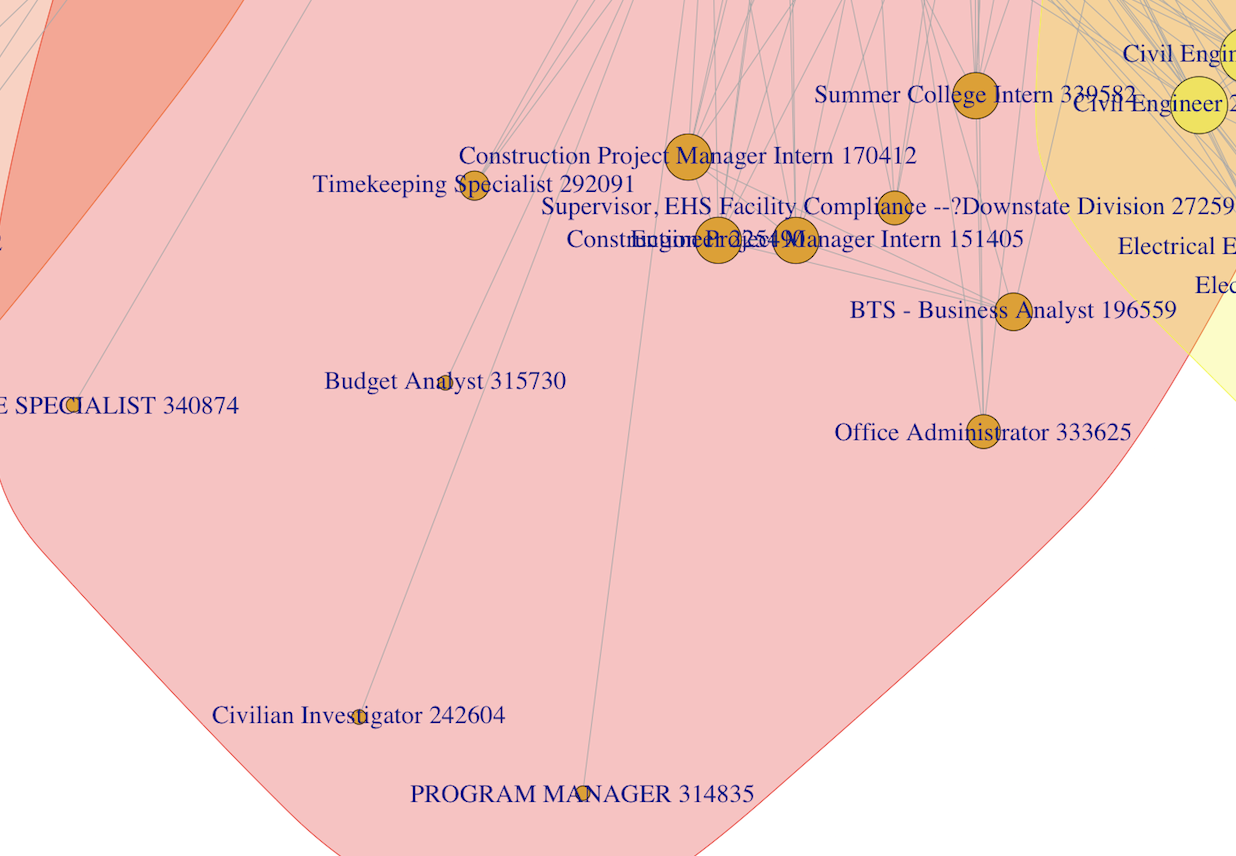 Civil Engin
Summer College Intern 339582
Civil Engineer 2
Construction Project Manager Intern 170412
Timekeeping Specialist 292091
Supervisor, EHS Facility Compliance --?Downstate Division 27259
Construction Project Manager Intern 151405
Engineer 225490
Electrical E
Elec
BTS - Business Analyst 196559
Budget Analyst 315730
E SPECIALIST 340874
Office Administrator 333625
Civilian Investigator 242604
PROGRAM MANAGER 314835